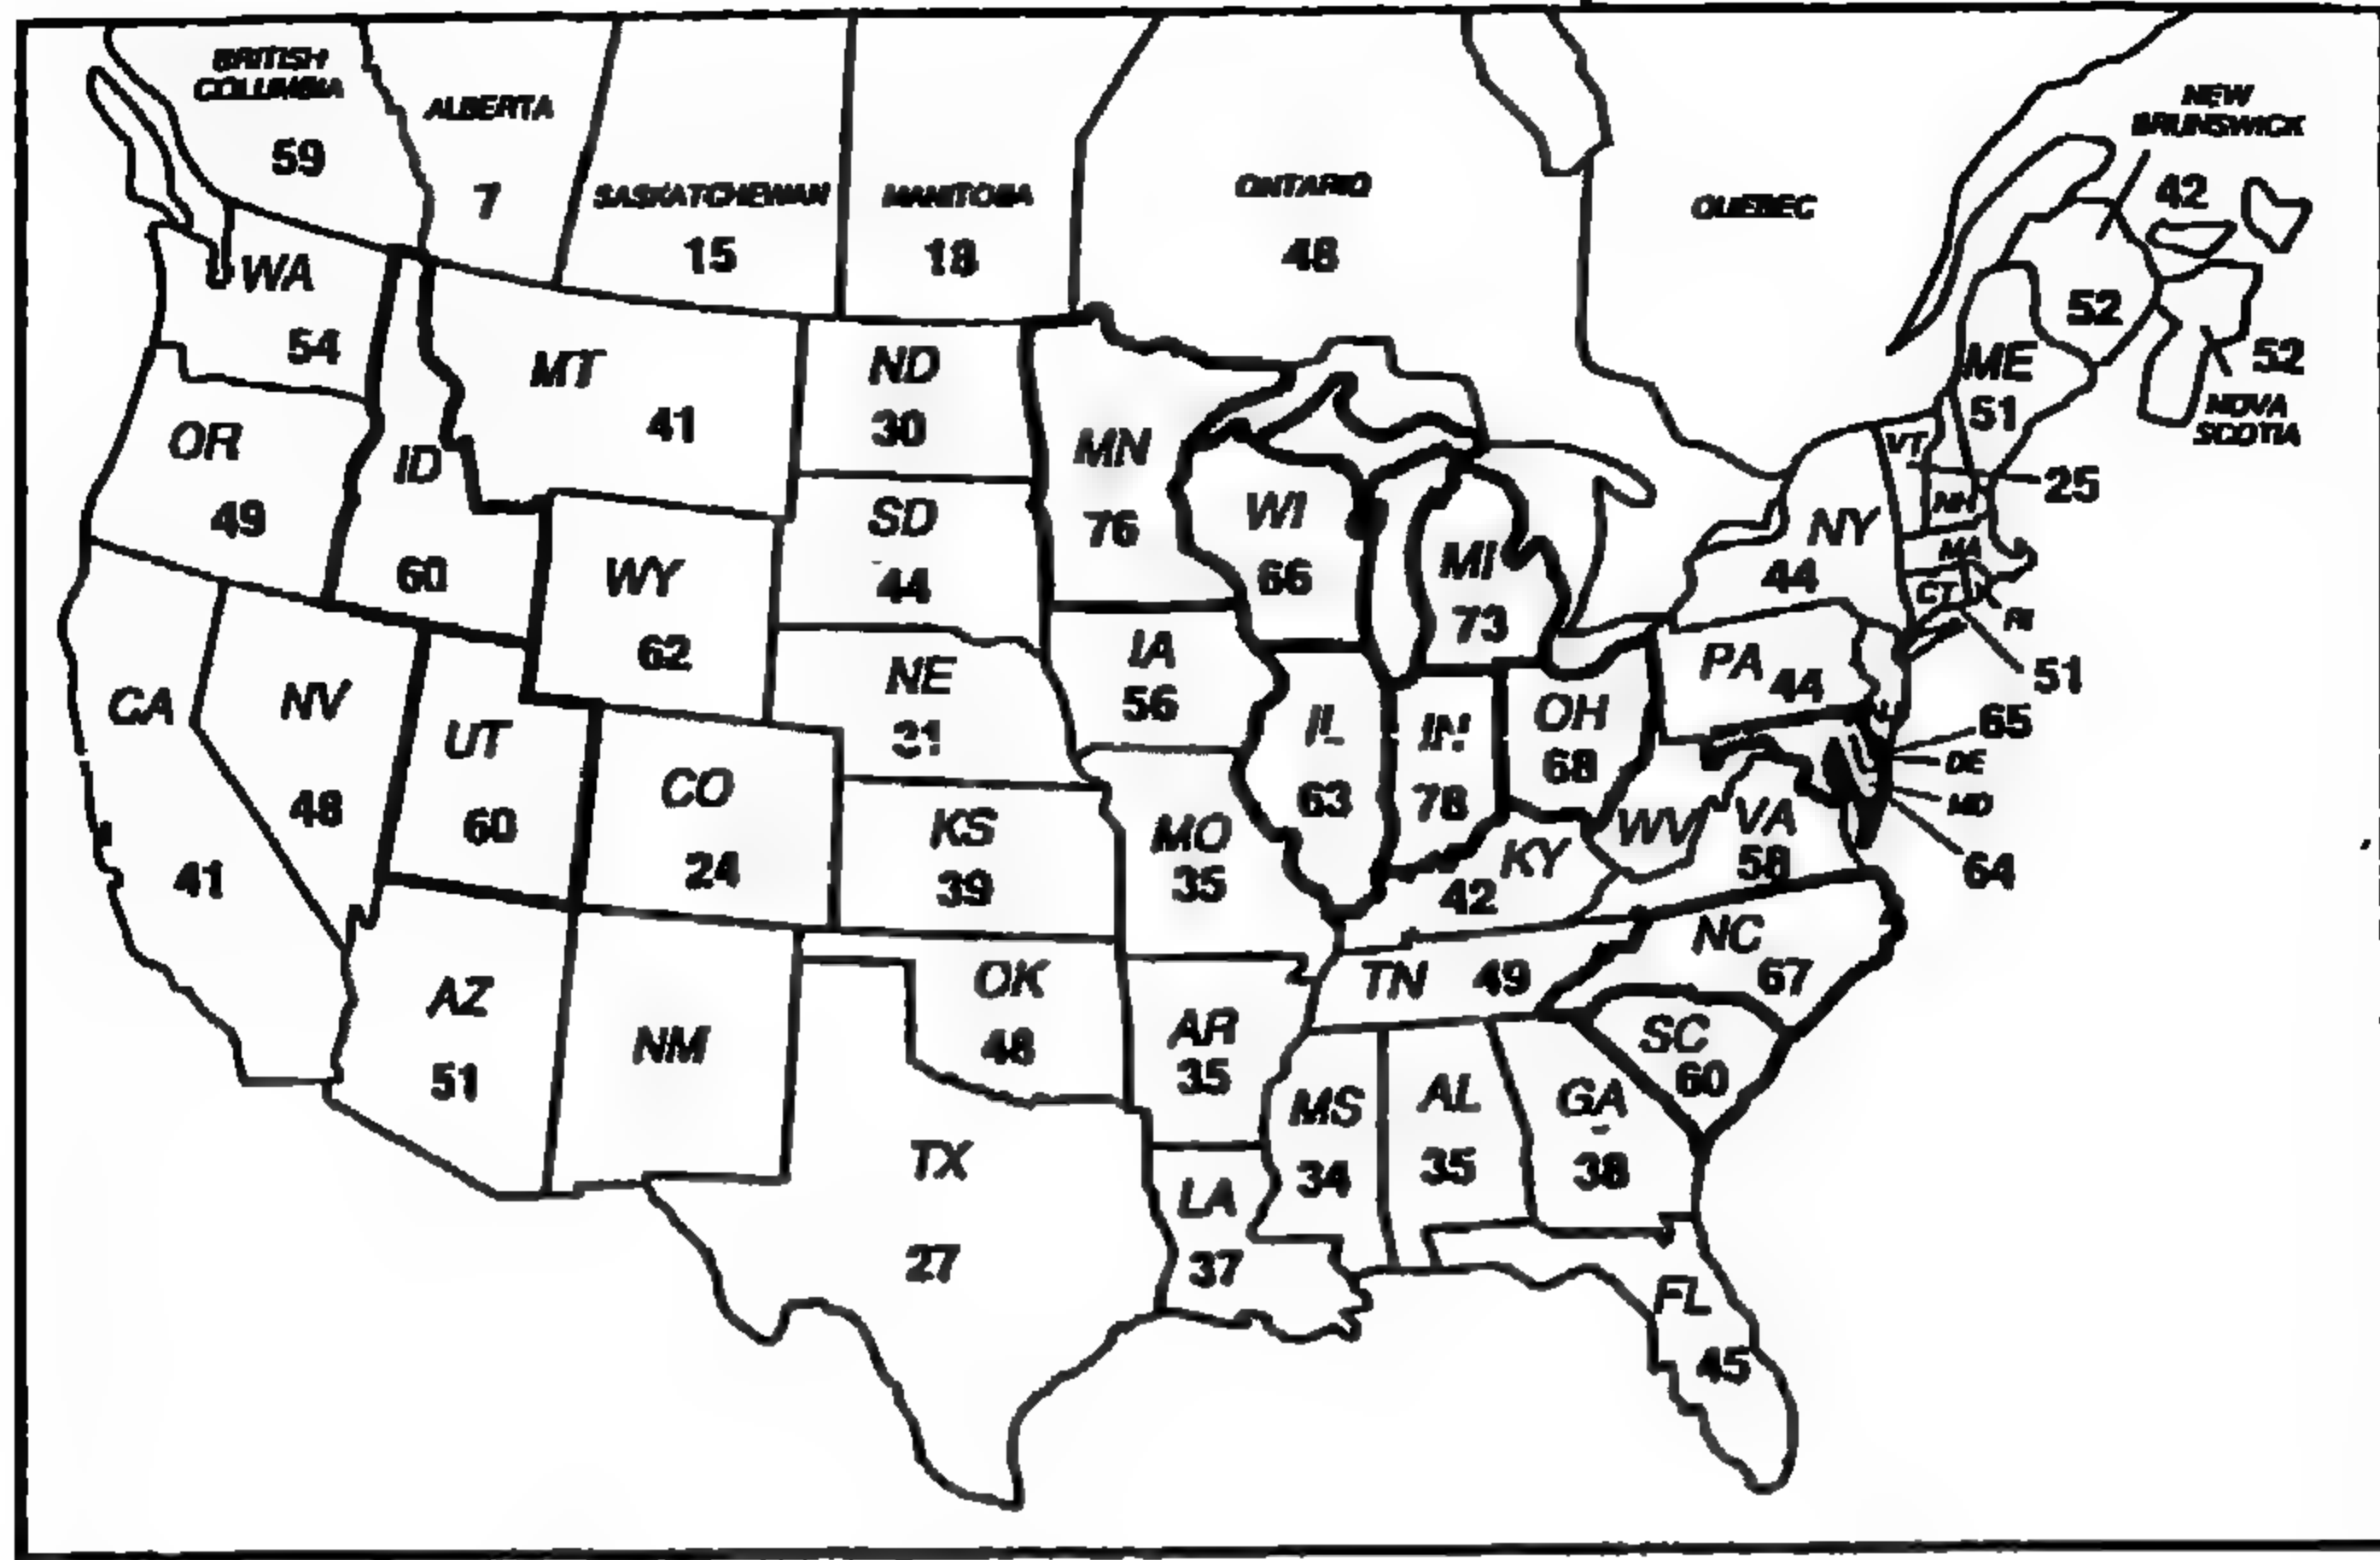 BRITISH
COLUMBIA
59
ALBERTA
7
SASKATCHEWAN
15
MANITOBA
18
ONTARIO
48
QUEBEC
NEW
BRUNSWICK
42
52
52
NOVA
SCOTIA
WA
54
OR
49
ID
60
MT
41
ND
30
SD
44
MN
76
WI
66
MI
73
ME
51
VT
25
NH
MA
CT
RI
51
NY
44
PA
44
65
DE
MD
64
WY
62
NE
31
IA
56
IL
63
IN
78
OH
68
WV
VA
58
KY
42
CA
41
NV
48
UT
60
CO
24
KS
39
MO
35
TN 49
NC
67
SC
60
AZ
51
NM
OK
48
AR
35
MS
34
AL
35
GA
38
TX
27
LA
37
FL
45